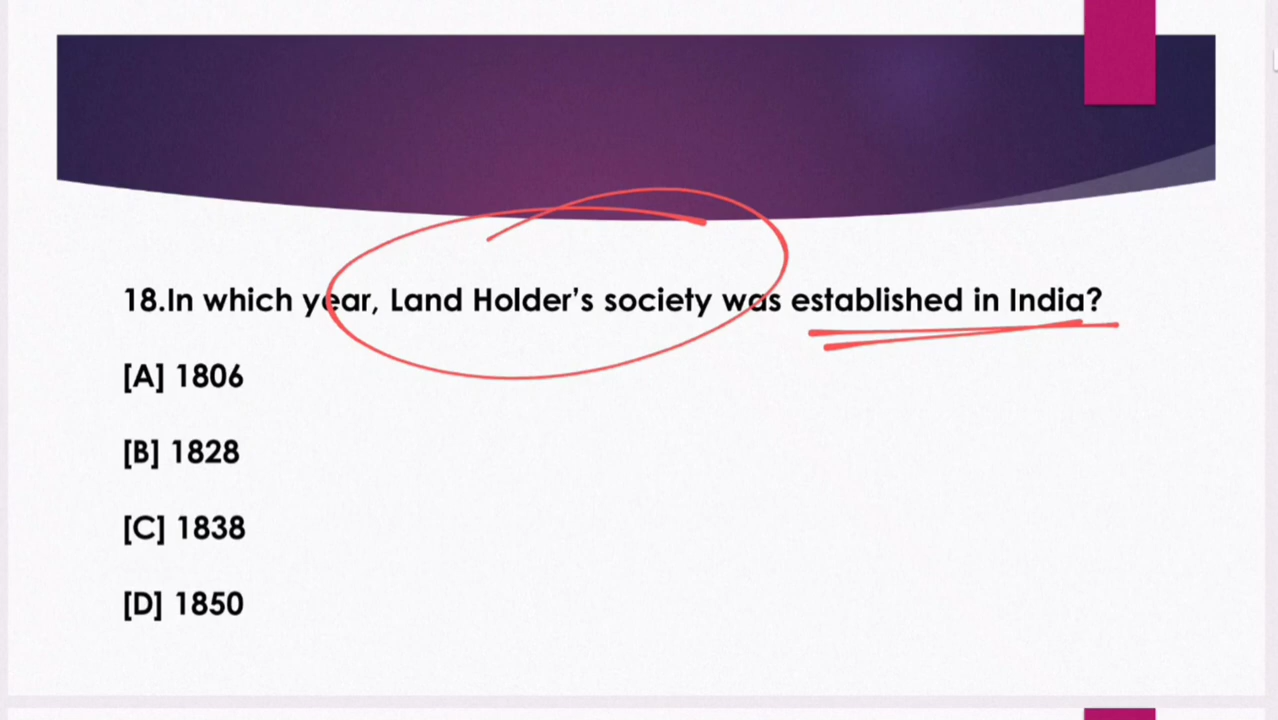 18.In which year, Land Holder’s society was established in India?
[A] 1806
[B] 1828
[C] 1838
[D] 1850